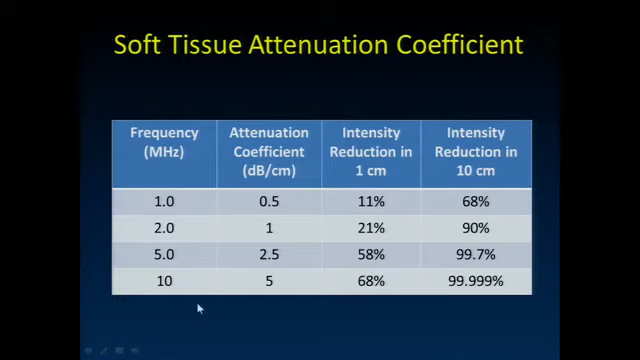 Soft Tissue Attenuation Coefficient
Frequency (MHz) Attenuation Coefficient (dB/cm) Intensity Reduction in 1 cm Intensity Reduction in 10 cm
1.0 0.5 11% 68%
2.0 1 21% 90%
5.0 2.5 58% 99.7%
10 5 68% 99.999%